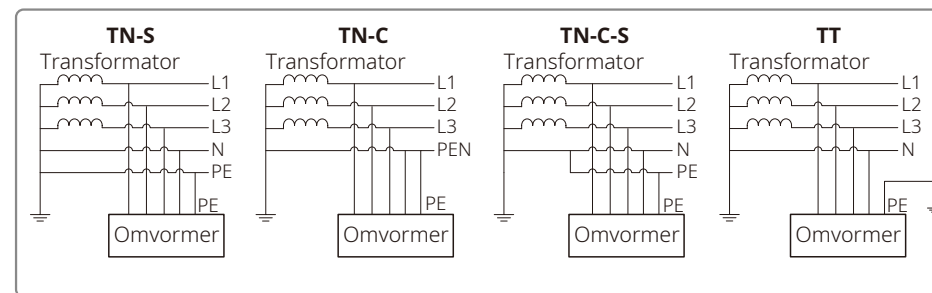 TN-S
Transformator
L1
L2
L3
N
PE
PE
Omvormer
TN-C
Transformator
L1
L2
L3
PEN
PE
Omvormer
TN-C-S
Transformator
L1
L2
L3
N
PE
PE
Omvormer
TT
Transformator
L1
L2
L3
N
PE
Omvormer